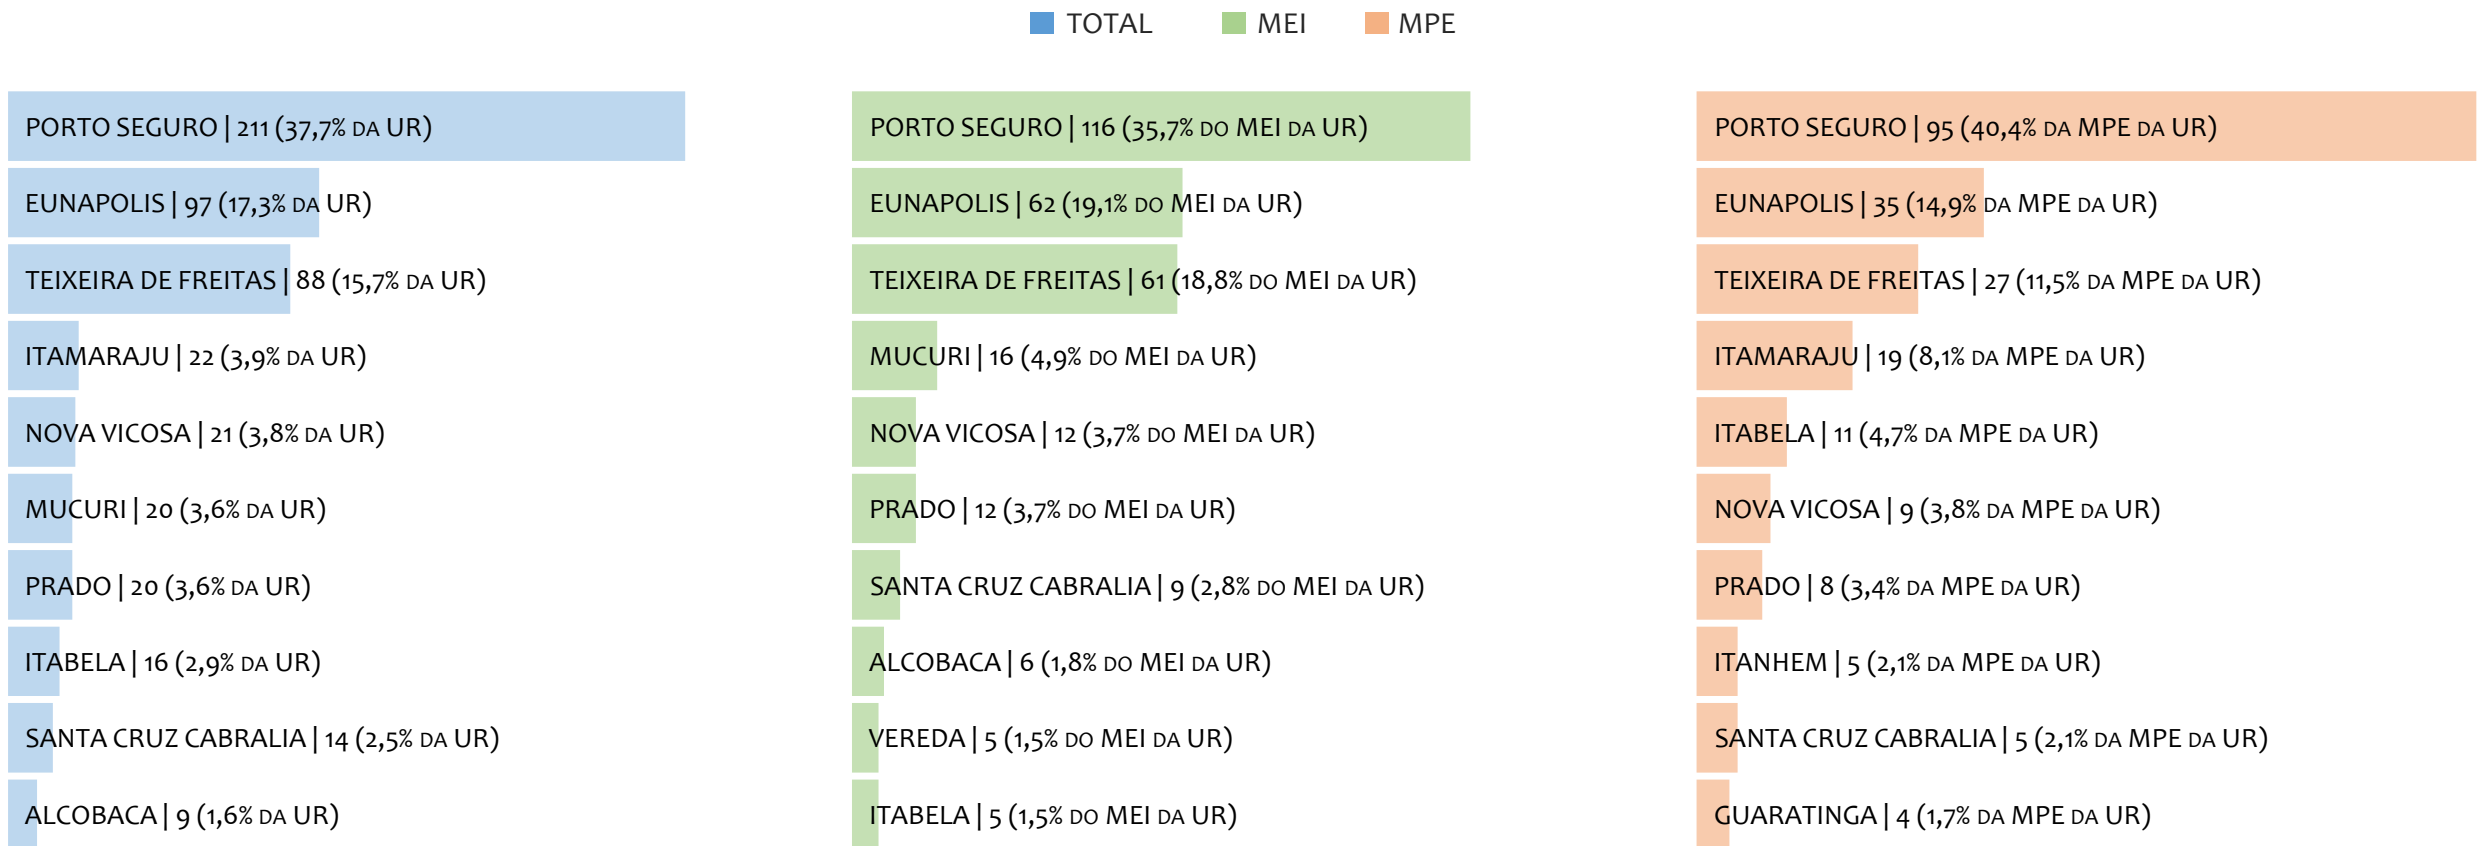 TOTAL MEI MPE
PORTO SEGURO | 211 (37,7% DA UR)
EUNAPOLIS | 97 (17,3% DA UR)
TEIXEIRA DE FREITAS | 88 (15,7% DA UR)
ITAMARAJU | 22 (3,9% DA UR)
NOVA VICOSA | 21 (3,8% DA UR)
MUCURI | 20 (3,6% DA UR)
PRADO | 20 (3,6% DA UR)
ITABELA | 16 (2,9% DA UR)
SANTA CRUZ CABRALIA | 14 (2,5% DA UR)
ALCOBACA | 9 (1,6% DA UR)
PORTO SEGURO | 116 (35,7% DO MEI DA UR)
EUNAPOLIS | 62 (19,1% DO MEI DA UR)
TEIXEIRA DE FREITAS | 61 (18,8% DO MEI DA UR)
MUCURI | 16 (4,9% DO MEI DA UR)
NOVA VICOSA | 12 (3,7% DO MEI DA UR)
PRADO | 12 (3,7% DO MEI DA UR)
SANTA CRUZ CABRALIA | 9 (2,8% DO MEI DA UR)
ALCOBACA | 6 (1,8% DO MEI DA UR)
VEREDA | 5 (1,5% DO MEI DA UR)
ITABELA | 5 (1,5% DO MEI DA UR)
PORTO SEGURO | 95 (40,4% DA MPE DA UR)
EUNAPOLIS | 35 (14,9% DA MPE DA UR)
TEIXEIRA DE FREITAS | 27 (11,5% DA MPE DA UR)
ITAMARAJU | 19 (8,1% DA MPE DA UR)
ITABELA | 11 (4,7% DA MPE DA UR)
NOVA VICOSA | 9 (3,8% DA MPE DA UR)
PRADO | 8 (3,4% DA MPE DA UR)
ITANHEM | 5 (2,1% DA MPE DA UR)
SANTA CRUZ CABRALIA | 5 (2,1% DA MPE DA UR)
GUARATINGA | 4 (1,7% DA MPE DA UR)